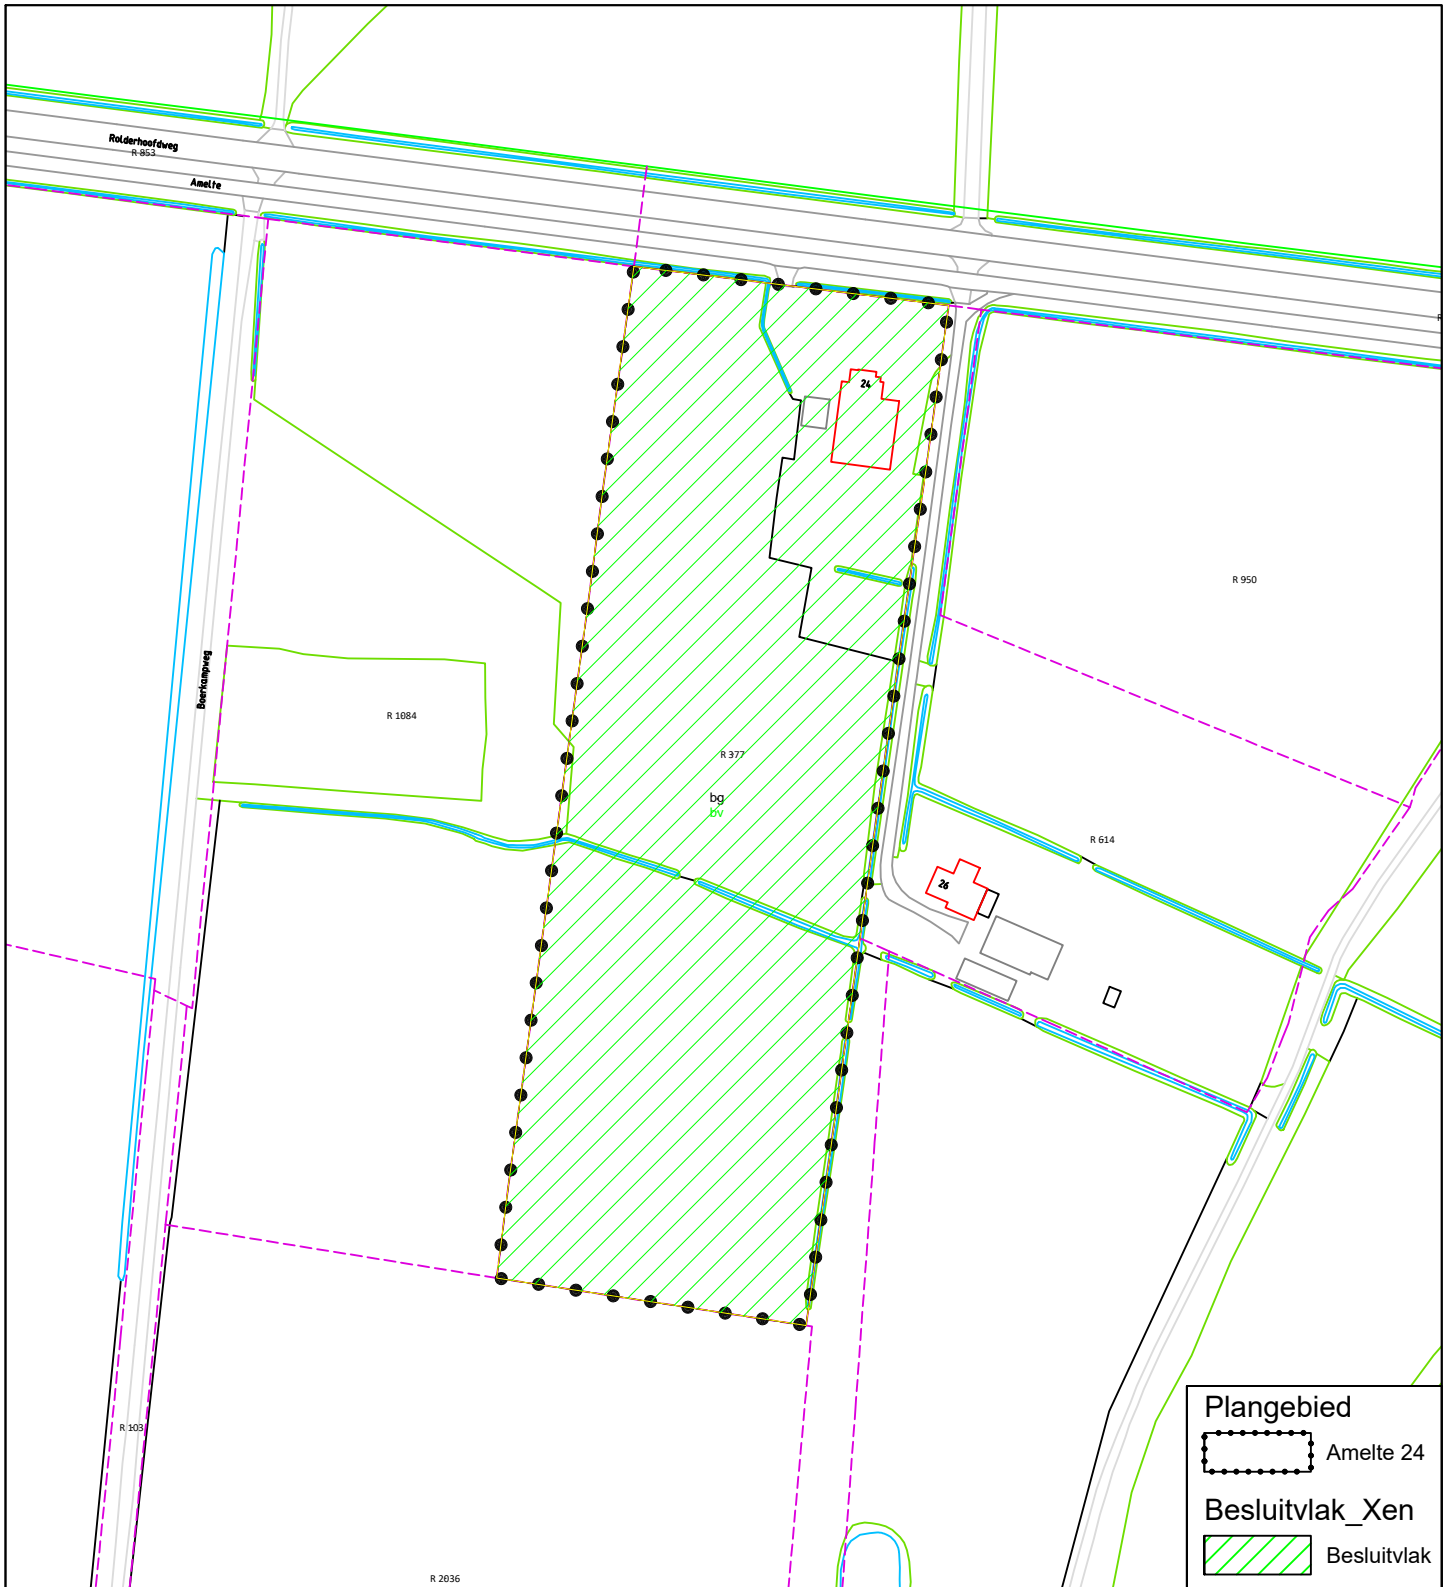 Rolderhoofdweg
R 853
Amelte
24
R 950
Boerkampweg
R 1084
R 377
bg
bv
R 614
26
R 103
R 2036
Plangebied
Amelte 24
Besluitvlak_Xen
Besluitvlak